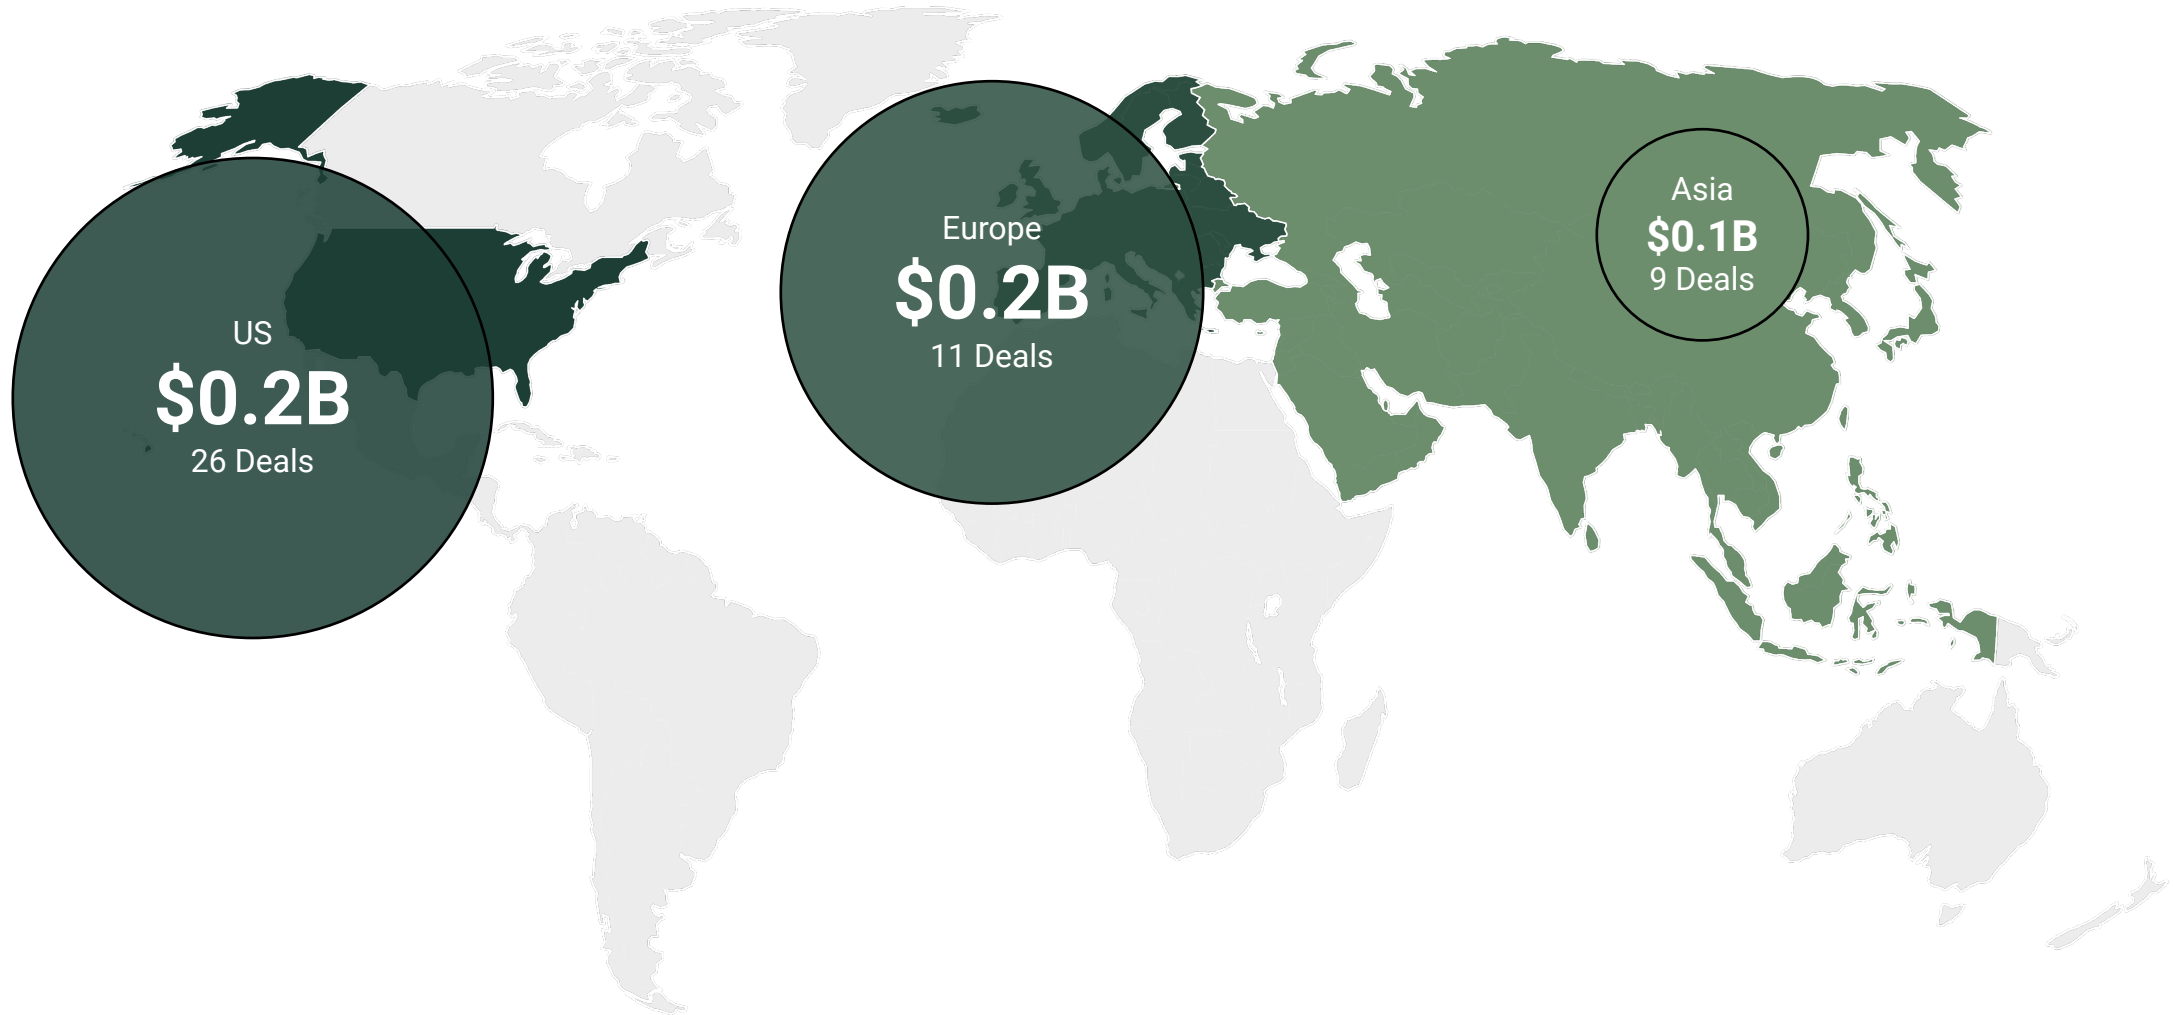 US
$0.2B
26 Deals
Europe
$0.2B
11 Deals
Asia
$0.1B
9 Deals